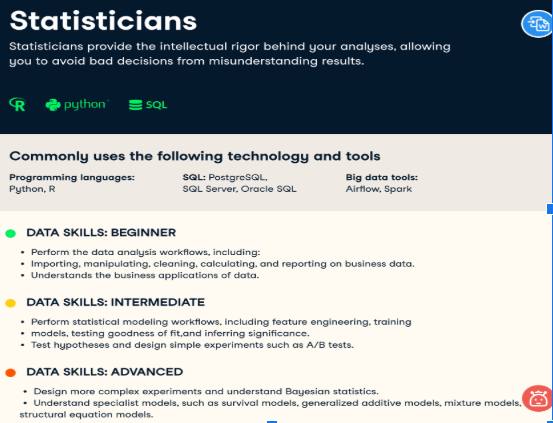 Statisticians
Statisticians provide the intellectual rigor behind your analyses, allowing
you to avoid bad decisions from misunderstanding results.
R python SQL
Commonly uses the following technology and tools
Programming languages: SQL: PostgreSQL, Big data tools:
Python, R SQL Server, Oracle SQL Airflow, Spark
DATA SKILLS: BEGINNER
• Perform the data analysis workflows, including:
• Importing, manipulating, cleaning, calculating, and reporting on business data.
• Understands the business applications of data.
DATA SKILLS: INTERMEDIATE
• Perform statistical modeling workflows, including feature engineering, training
• models, testing goodness of fit,and inferring significance.
• Test hypotheses and design simple experiments such as A/B tests.
DATA SKILLS: ADVANCED
• Design more complex experiments and understand Bayesian statistics.
• Understand specialist models, such as survival models, generalized additive models, mixture models,
structural equation models.